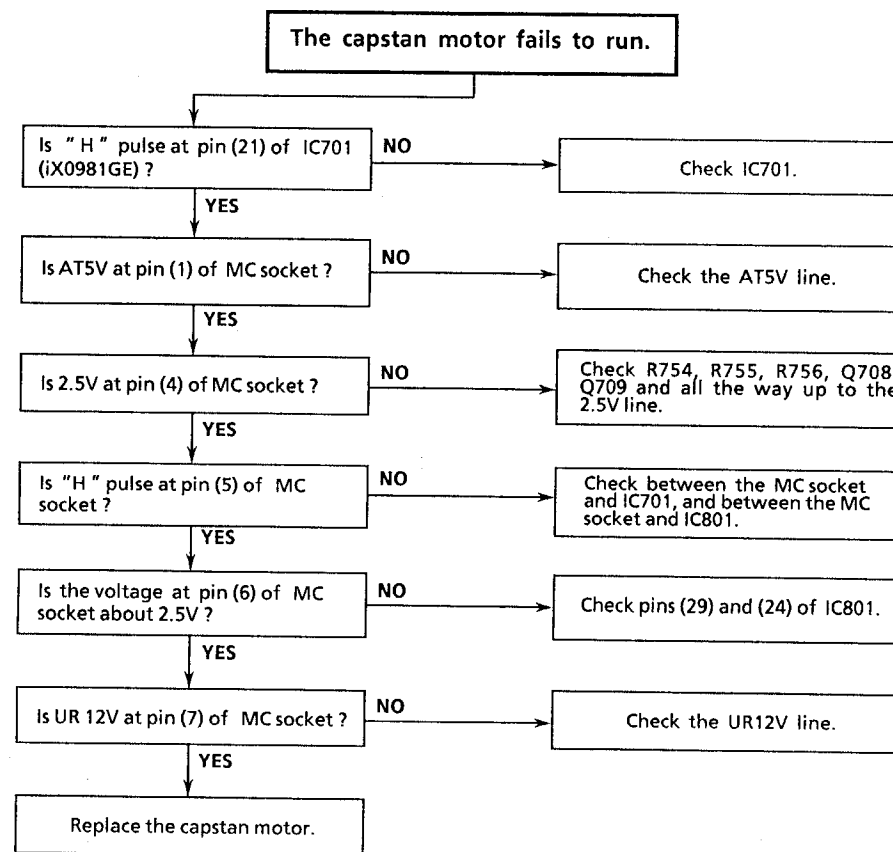 The capstan motor fails to run.
Is "H" pulse at pin (21) of IC701
(iX0981GE) ?
NO
Check IC701.
YES
Is AT5V at pin (1) of MC socket ?
NO
Check the AT5V line.
YES
Is 2.5V at pin (4) of MC socket ?
NO
Check R754, R755, R756, Q708
Q709 and all the way up to the
2.5V line.
YES
Is "H" pulse at pin (5) of MC
socket ?
NO
Check between the MC socket
and IC701, and between the MC
socket and IC801.
YES
Is the voltage at pin (6) of MC
socket about 2.5V ?
NO
Check pins (29) and (24) of IC801.
YES
Is UR 12V at pin (7) of MC socket ?
NO
Check the UR12V line.
YES
Replace the capstan motor.